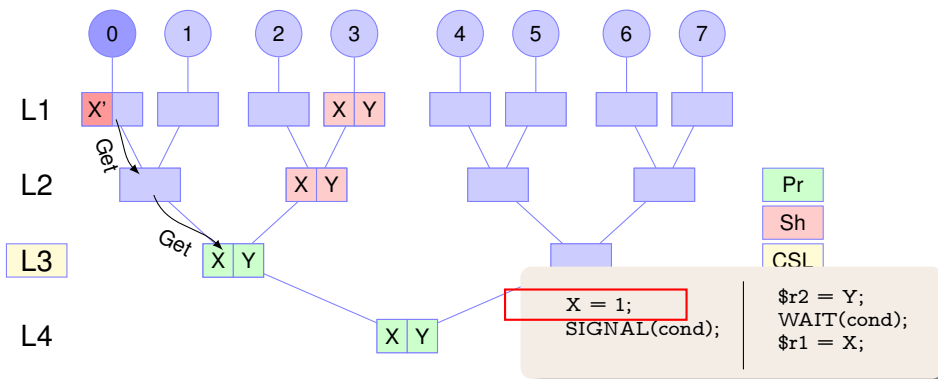 0 1 2 3 4 5 6 7
L1 X' X Y
Get
L2 X Y Pr
Get Sh
L3 X Y CSL
X = 1; $r2 = Y;
SIGNAL(cond); WAIT(cond);
L4 X Y $r1 = X;